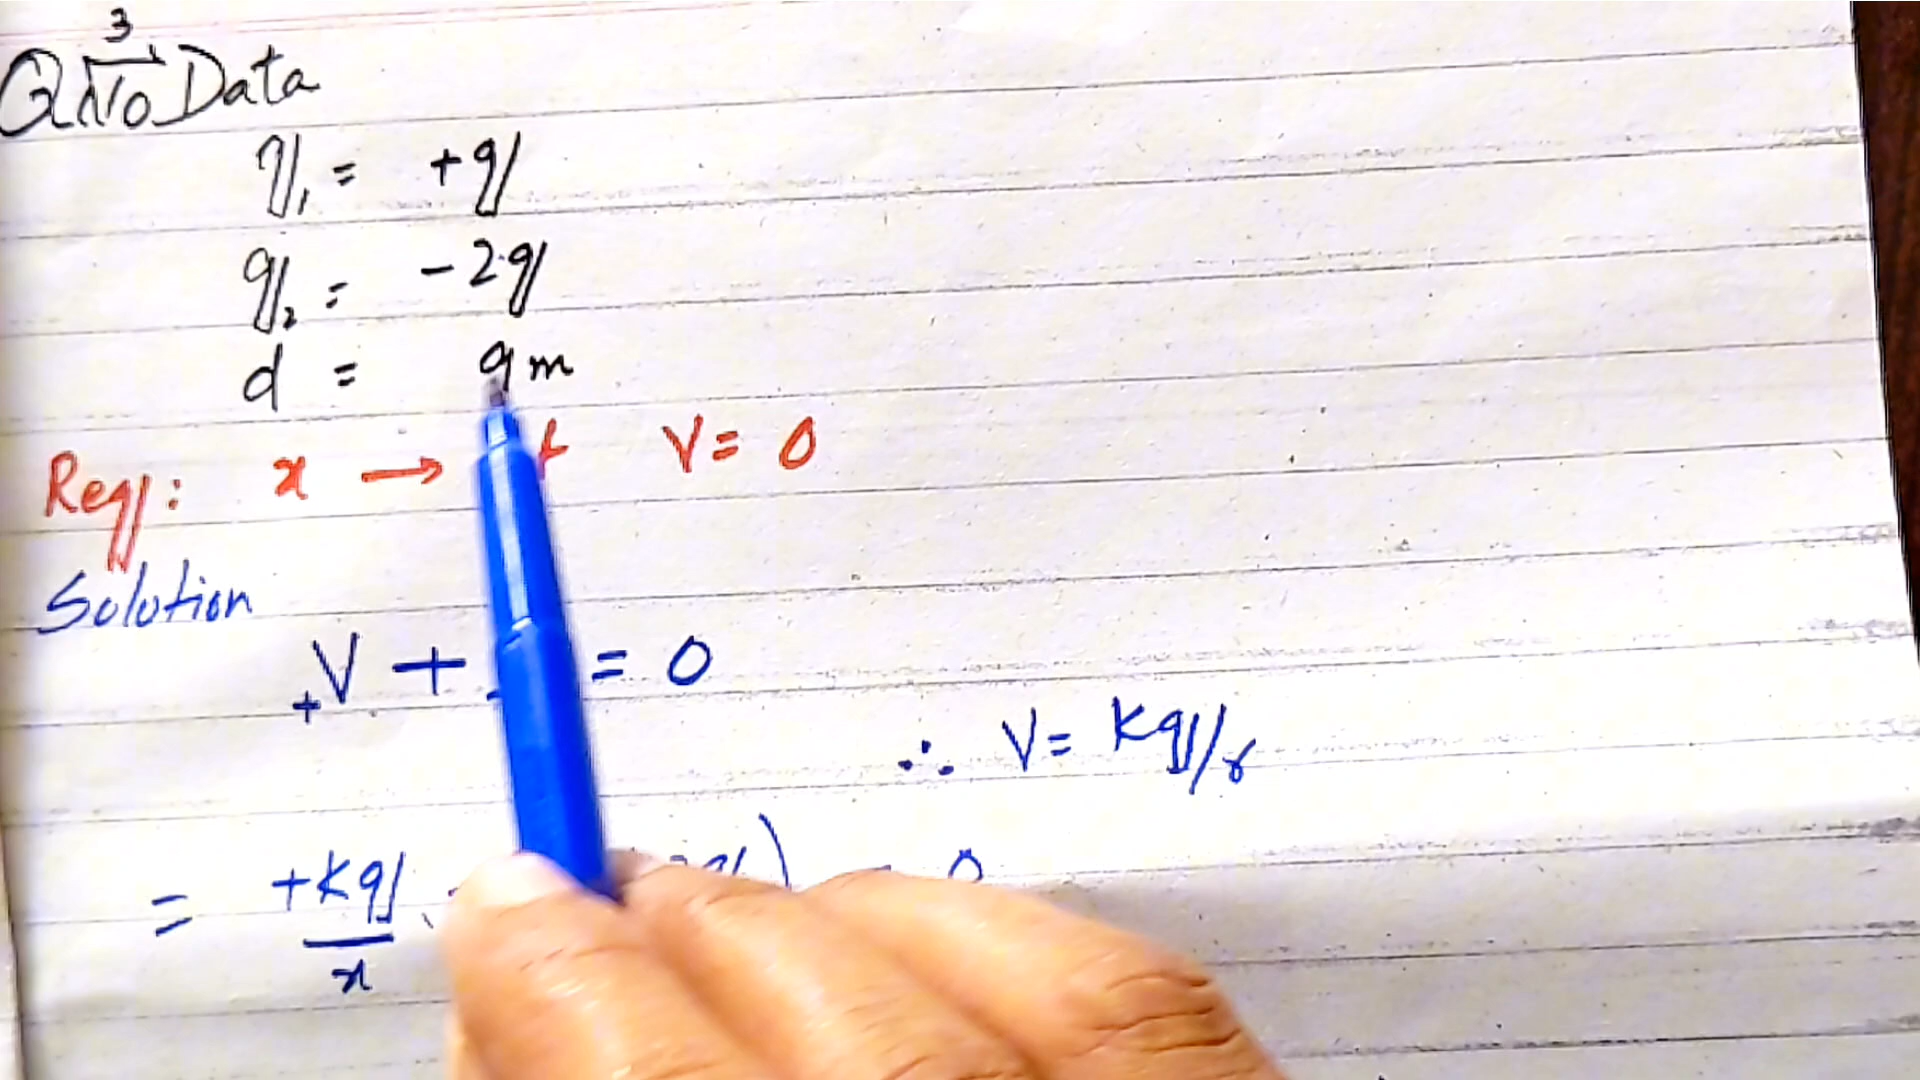 Q No 3 Data
q₁ = +q
q₂ = -2q
d = 9m
Req: x → V = 0
Solution
+V + = 0
∴ V = Kq/r
= +Kq/x = 0